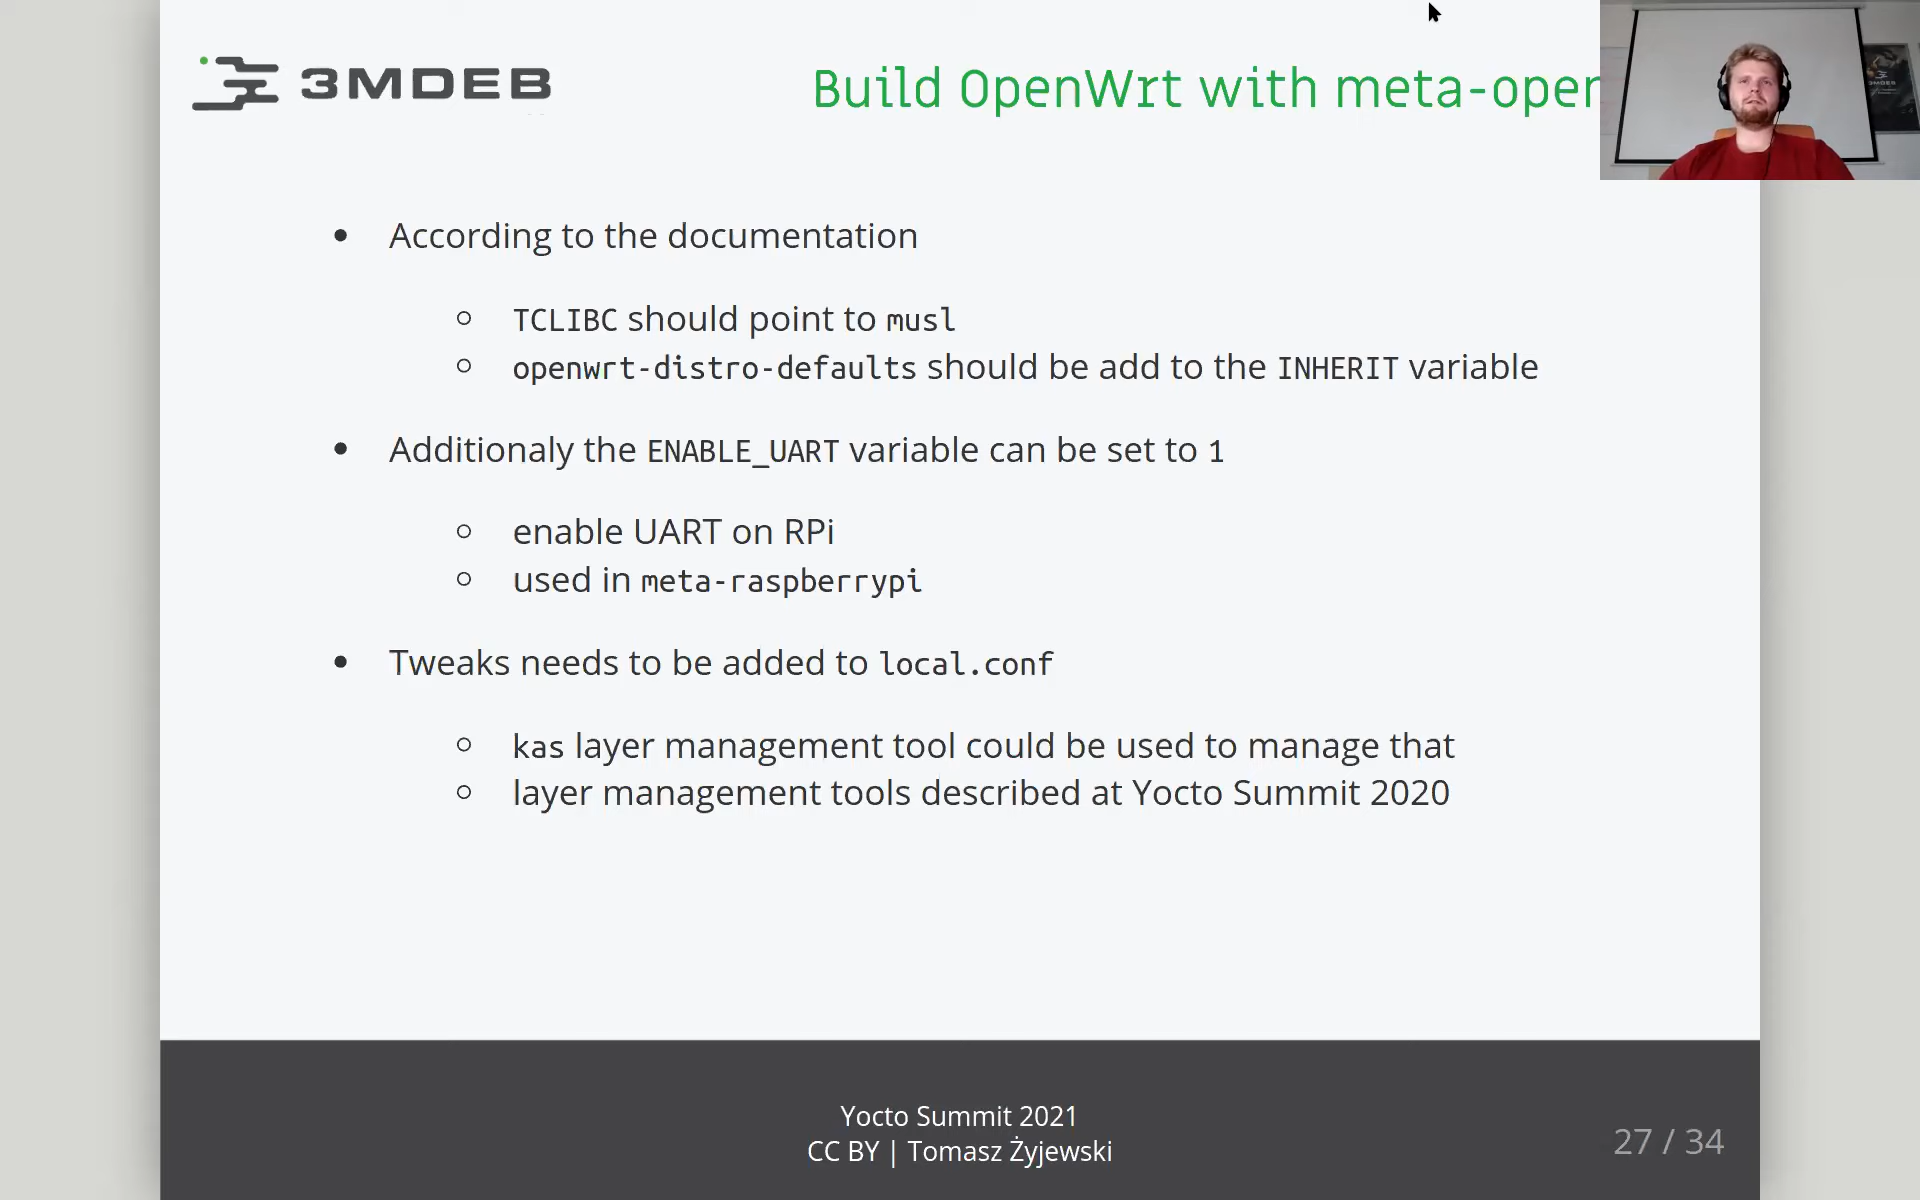 3MDEB
Build OpenWrt with meta-open
According to the documentation
TCLIBC should point to musl
openwrt-distro-defaults should be add to the INHERIT variable
Additionaly the ENABLE_UART variable can be set to 1
enable UART on RPi
used in meta-raspberrypi
Tweaks needs to be added to local.conf
kas layer management tool could be used to manage that
layer management tools described at Yocto Summit 2020
Yocto Summit 2021
CC BY | Tomasz Żyjewski
27 / 34